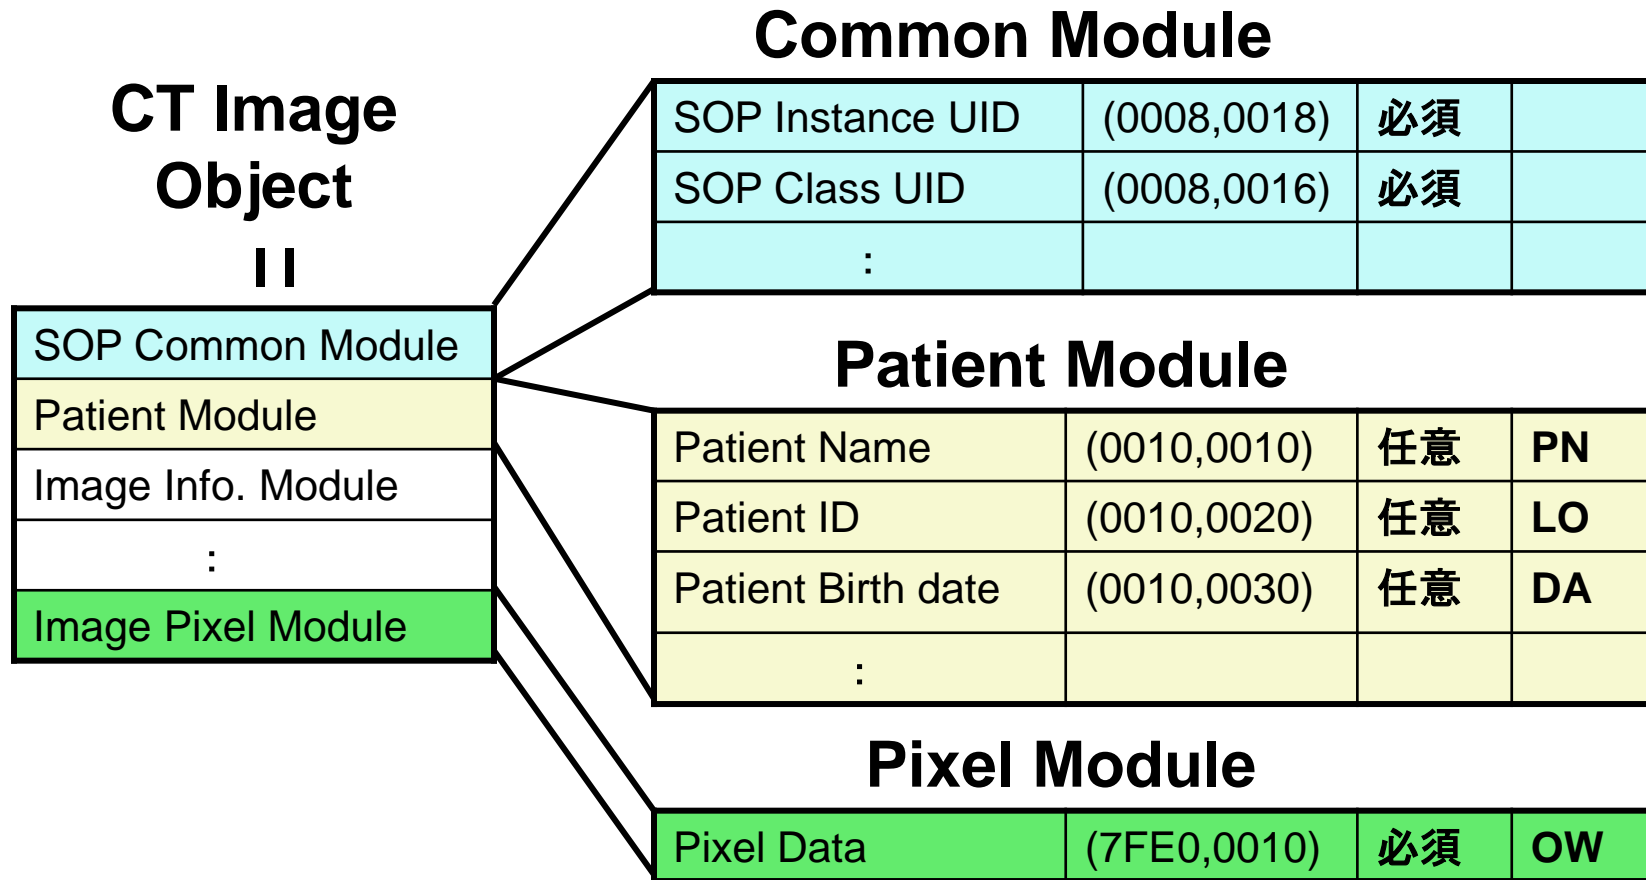 CT Image
Object
=
SOP Common Module
Patient Module
Image Info. Module
:
Image Pixel Module
Common Module
SOP Instance UID (0008,0018) 必須
SOP Class UID (0008,0016) 必須
:
Patient Module
Patient Name (0010,0010) 任意 PN
Patient ID (0010,0020) 任意 LO
Patient Birth date (0010,0030) 任意 DA
:
Pixel Module
Pixel Data (7FE0,0010) 必須 OW